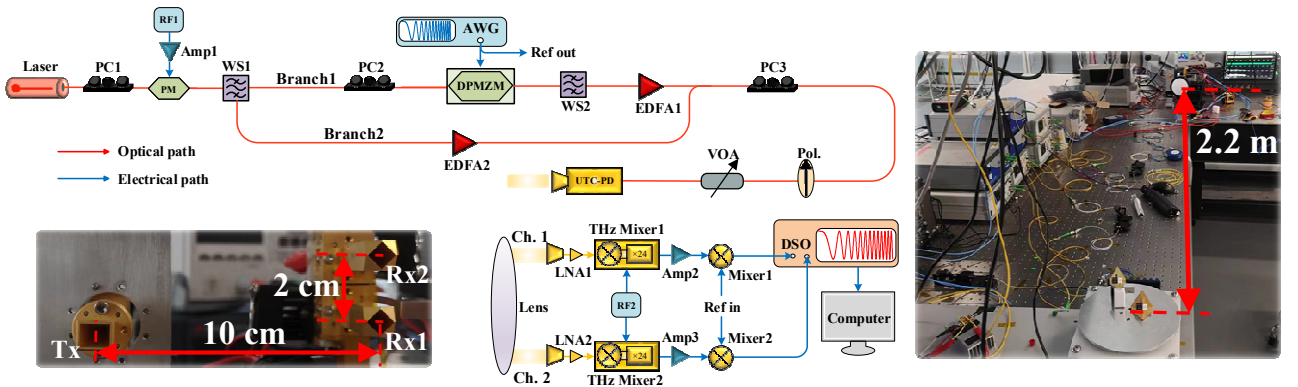 RF1
Amp1
Laser
PC1
PM
WS1
Branch1
PC2
AWG
Ref out
DPMZM
WS2
EDFA1
PC3
Branch2
EDFA2
Optical path
Electrical path
UTC-PD
VOA
Pol.
2.2 m
Tx
10 cm
2 cm
Rx2
Rx1
Ch. 1
LNA1
THz Mixer1
×24
Amp2
Mixer1
DSO
Lens
RF2
Ref in
Computer
Ch. 2
LNA2
×24
THz Mixer2
Amp3
Mixer2